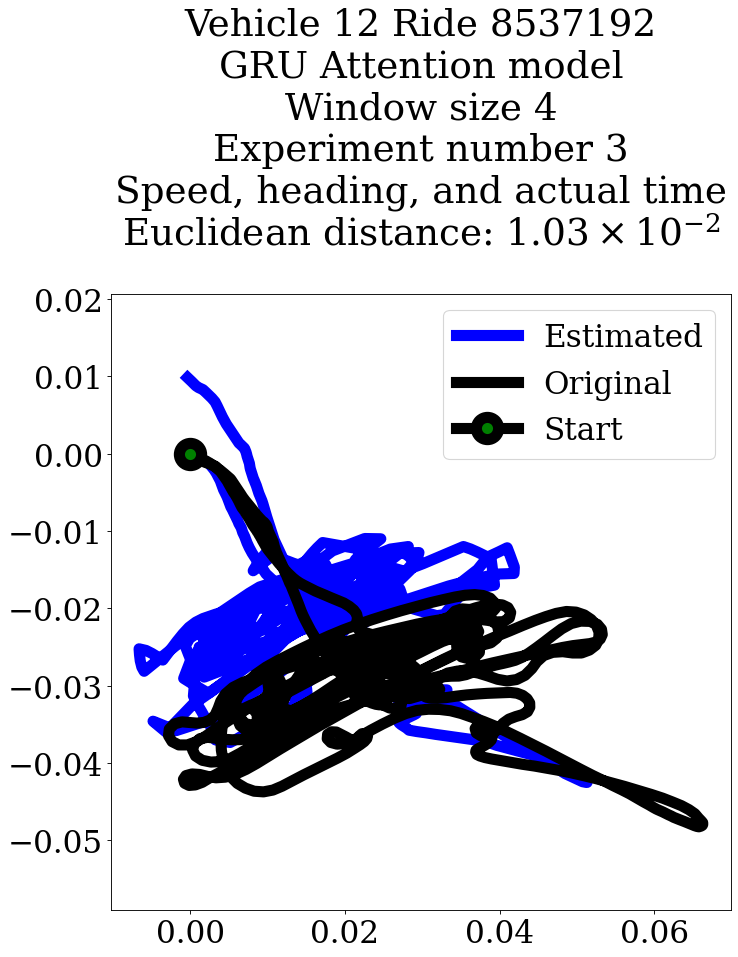 Vehicle 12 Ride 8537192
GRU Attention model
Window size 4
Experiment number 3
Speed, heading, and actual time
Euclidean distance: 1.03 × 10⁻²
Estimated
Original
Start
0.02
0.01
0.00
−0.01
−0.02
−0.03
−0.04
−0.05
0.00 0.02 0.04 0.06